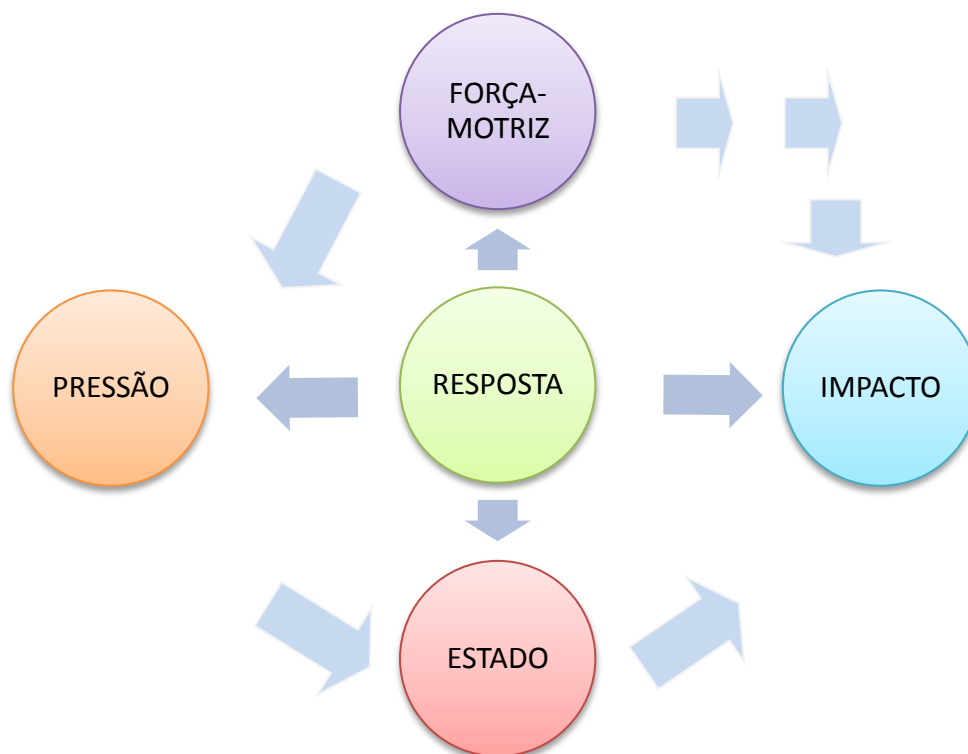 FORÇA-
MOTRIZ
PRESSÃO
RESPOSTA
IMPACTO
ESTADO